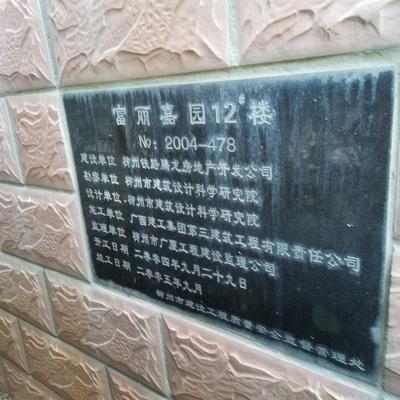 富丽嘉园12#楼
No: 2004-478
建设单位 柳州铁路腾龙房地产开发公司
勘察单位 柳州市建筑设计科学研究院
设计单位 柳州市建筑设计科学研究院
施工单位 广西建工集团第三建筑工程有限责任公司
监理单位 柳州市广厦工程建设监理公司
开工日期 二零零四年九月二十九日
竣工日期 二零零五年九月
柳州市建设工程质量安全监督管理处